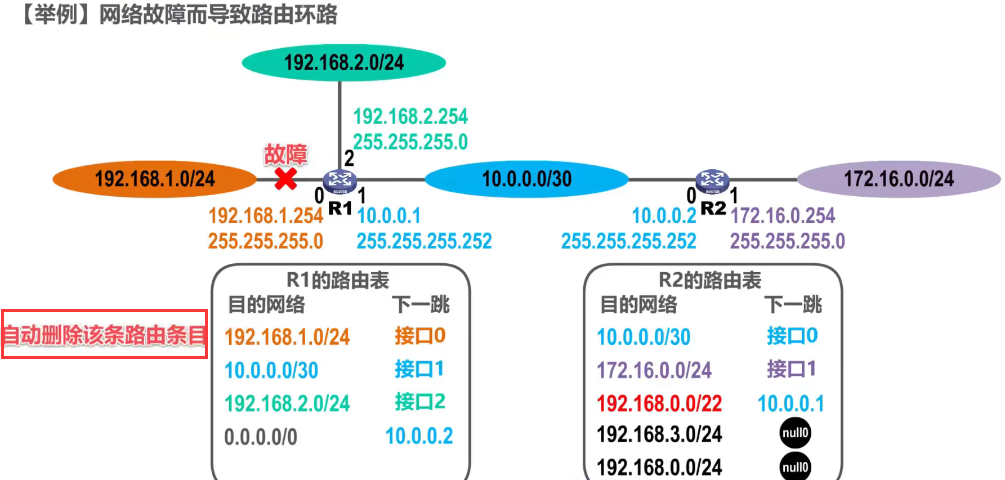 【举例】网络故障而导致路由环路
192.168.2.0/24
192.168.2.254
255.255.255.0
故障
2
192.168.1.0/24
10.0.0.0/30
172.16.0.0/24
0
R1
1
0
R2
1
192.168.1.254
255.255.255.0
10.0.0.1
255.255.255.252
10.0.0.2
255.255.255.252
172.16.0.254
255.255.255.0
R1的路由表
目的网络 下一跳
192.168.1.0/24 接口0
10.0.0.0/30 接口1
192.168.2.0/24 接口2
0.0.0.0/0 10.0.0.2
自动删除该条路由条目
R2的路由表
目的网络 下一跳
10.0.0.0/30 接口0
172.16.0.0/24 接口1
192.168.0.0/22 10.0.0.1
192.168.3.0/24 null0
192.168.0.0/24 null0